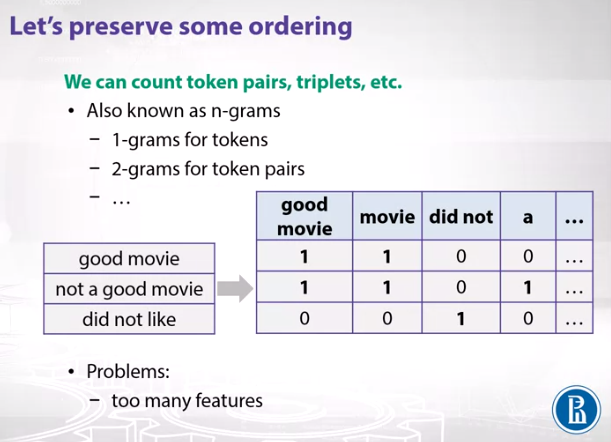 Let's preserve some ordering
We can count token pairs, triplets, etc.
• Also known as n-grams
– 1-grams for tokens
– 2-grams for token pairs
– ...
good movie | movie | did not | a | ...
good movie | 1 | 1 | 0 | 0 | ...
not a good movie | 1 | 1 | 0 | 1 | ...
did not like | 0 | 0 | 1 | 0 | ...
• Problems:
– too many features